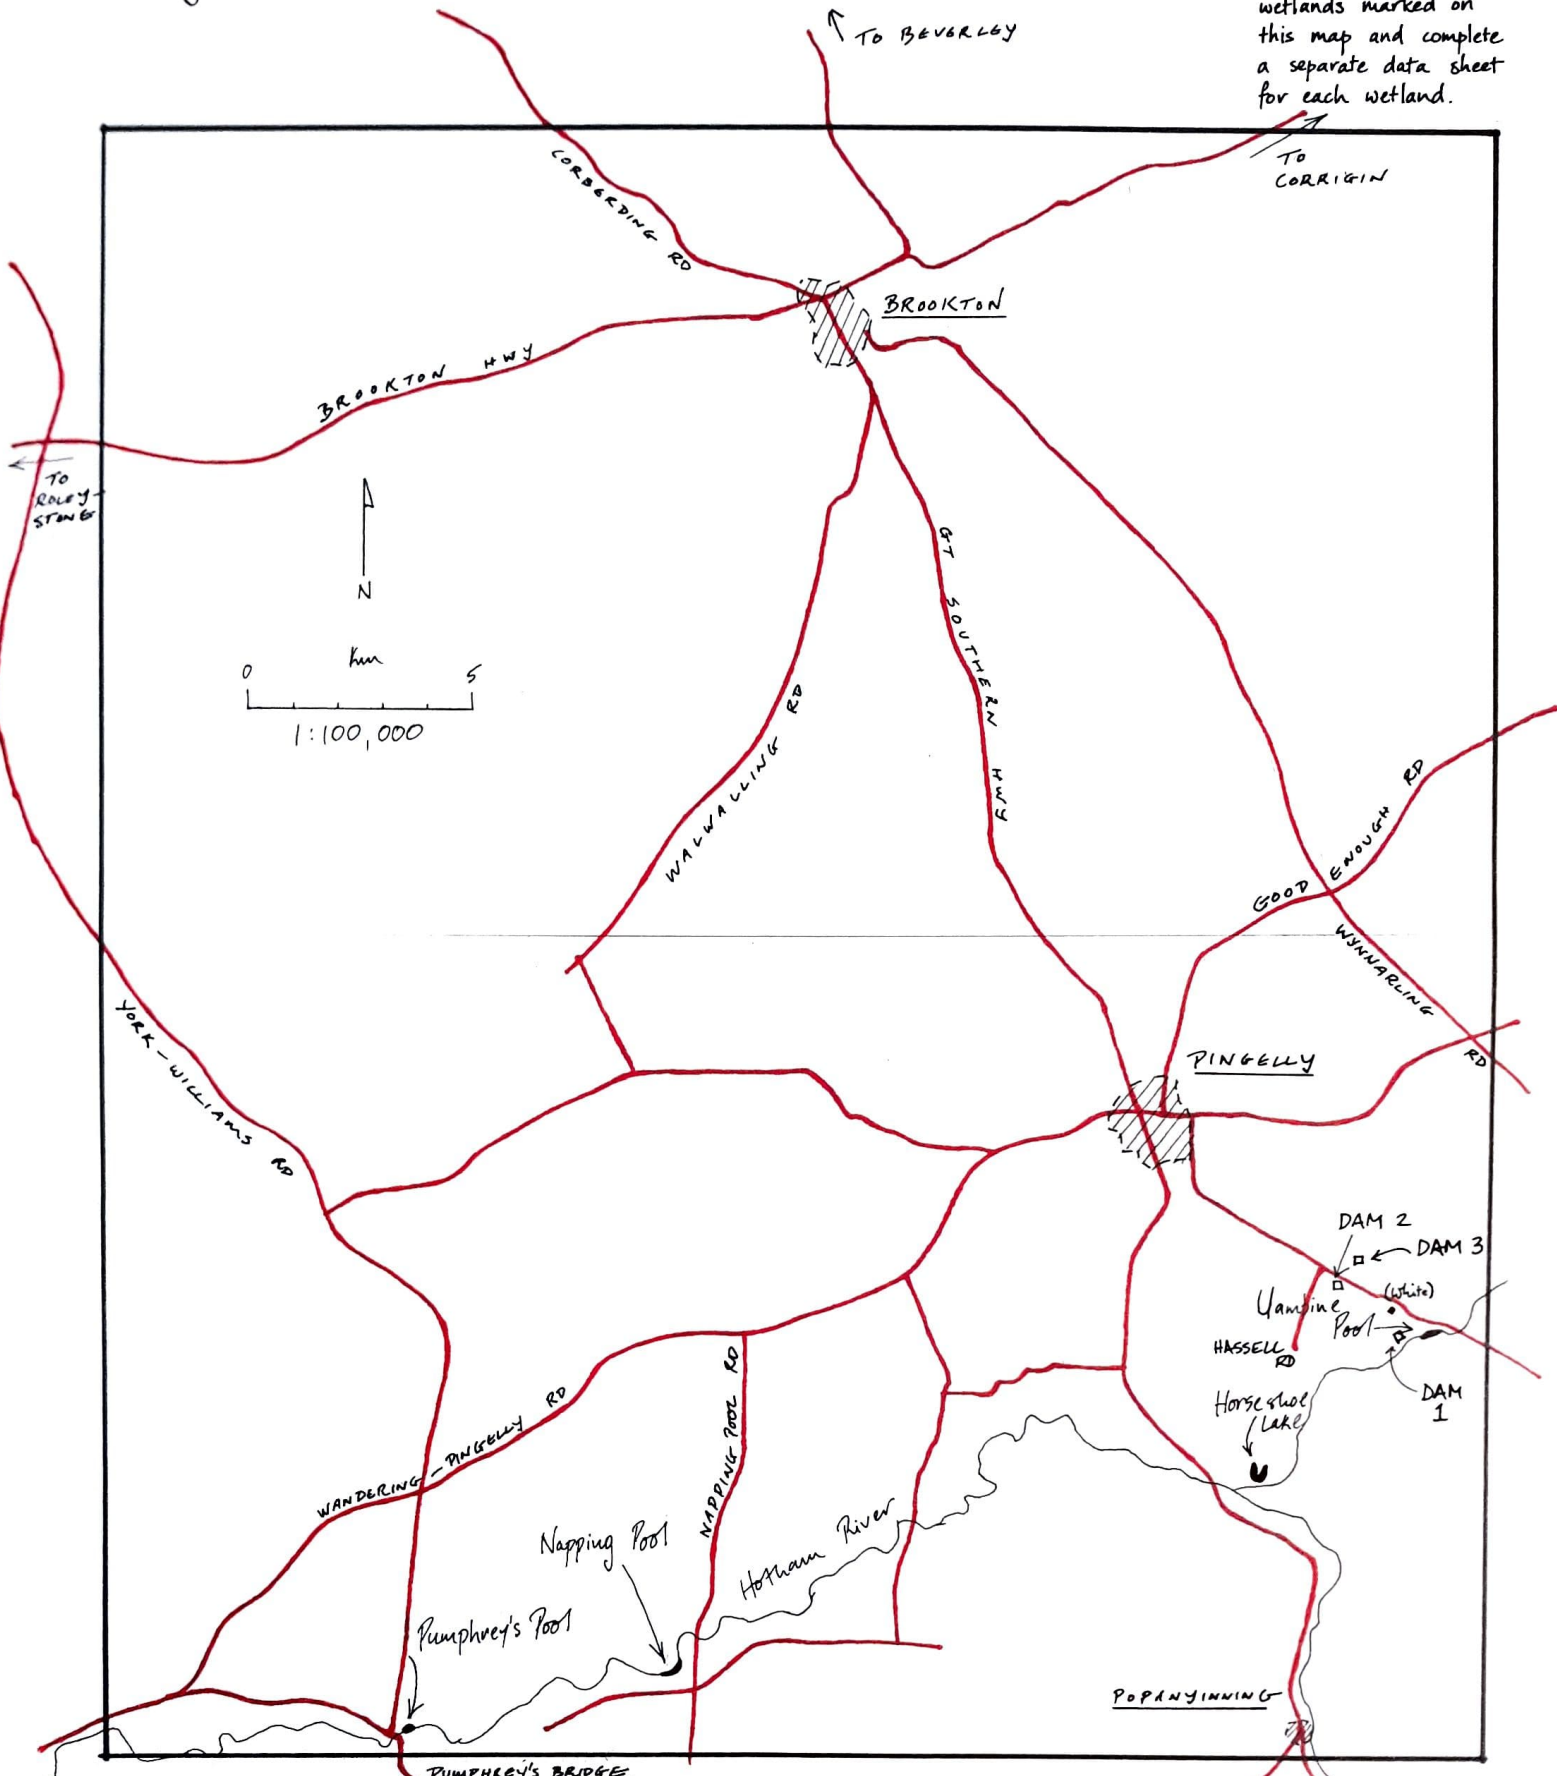 wetlands marked on
this map and complete
a separate data sheet
for each wetland.
TO BEVERLEY
TO
CORRIGIN
CORBERDING RD
BROOKTON
BROOKTON HWY
TO
ROLEY-
STONE
N
Km
0 5
1:100,000
GT SOUTHERN HWY
WALWALLING RD
GOOD ENOUGH RD
WYNNARLING RD
YORK-WILLIAMS RD
PINGELLY
DAM 2
DAM 3
(White)
Uambine
Pool
HASSELL
RD
DAM
1
Horseshoe
Lake
WANDERING-PINGELLY RD
NAPPING POOL RD
Napping Pool
Hotham River
Pumphrey's Pool
POPANYINNING
PUMPHREY'S BRIDGE